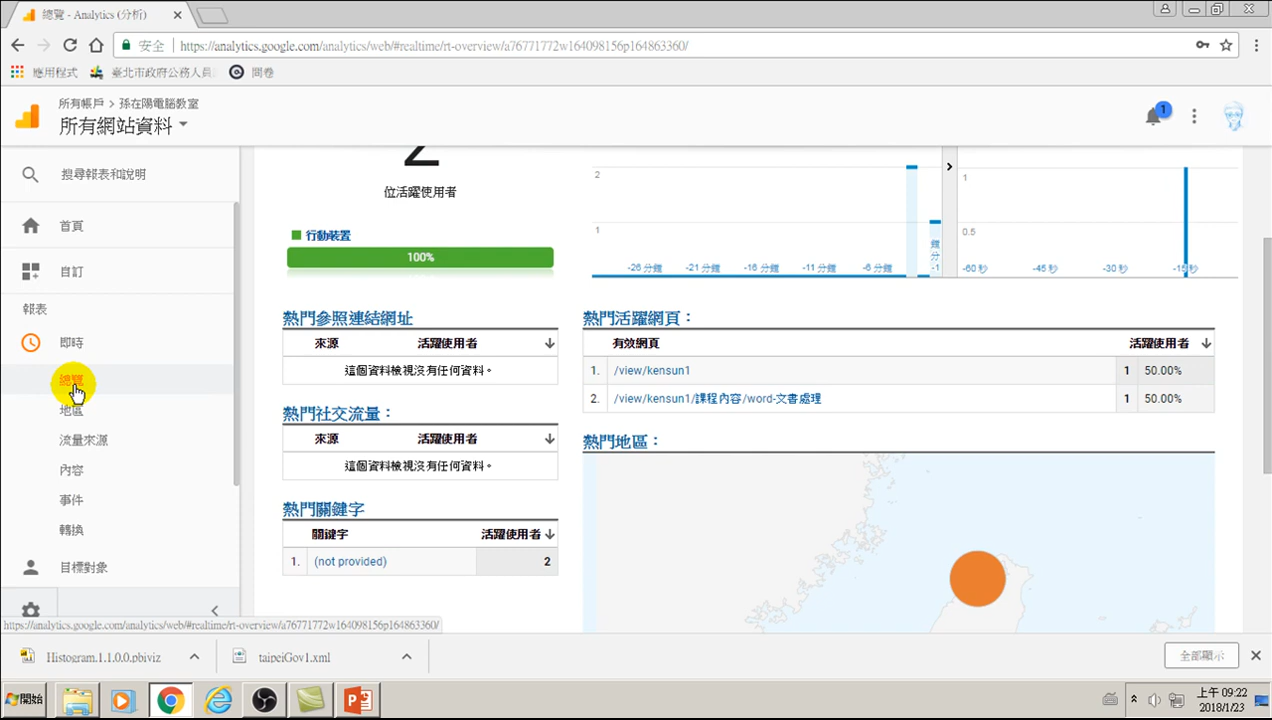 總覽 - Analytics (分析)
安全 https://analytics.google.com/analytics/web/#realtime/rt-overview/a76771772w164098156p164863360/
應用程式 臺北市政府公務人員 問卷
所有帳戶 > 孫在陽電腦教室
所有網站資料
1
搜尋報表和說明
首頁
自訂
報表
即時
總覽
地區
流量來源
內容
事件
轉換
目標對象
2
位活躍使用者
行動裝置
100%
2
1
-26 分鐘 -21 分鐘 -16 分鐘 -11 分鐘 -6 分鐘
鐘
分
-1
1
0.5
-60 秒 -45 秒 -30 秒 -15 秒
熱門參照連結網址
來源 活躍使用者
這個資料檢視沒有任何資料。
熱門社交流量：
來源 活躍使用者
這個資料檢視沒有任何資料。
熱門關鍵字
關鍵字 活躍使用者
1. (not provided) 2
熱門活躍網頁：
有效網頁 活躍使用者
1. /view/kensun1 1 50.00%
2. /view/kensun1/課程內容/word-文書處理 1 50.00%
熱門地區：
https://analytics.google.com/analytics/web/#realtime/rt-overview/a76771772w164098156p164863360/
Histogram.1.1.0.0.pbiviz
taipeiGov1.xml
全部顯示
開始
上午 09:22
2018/1/23